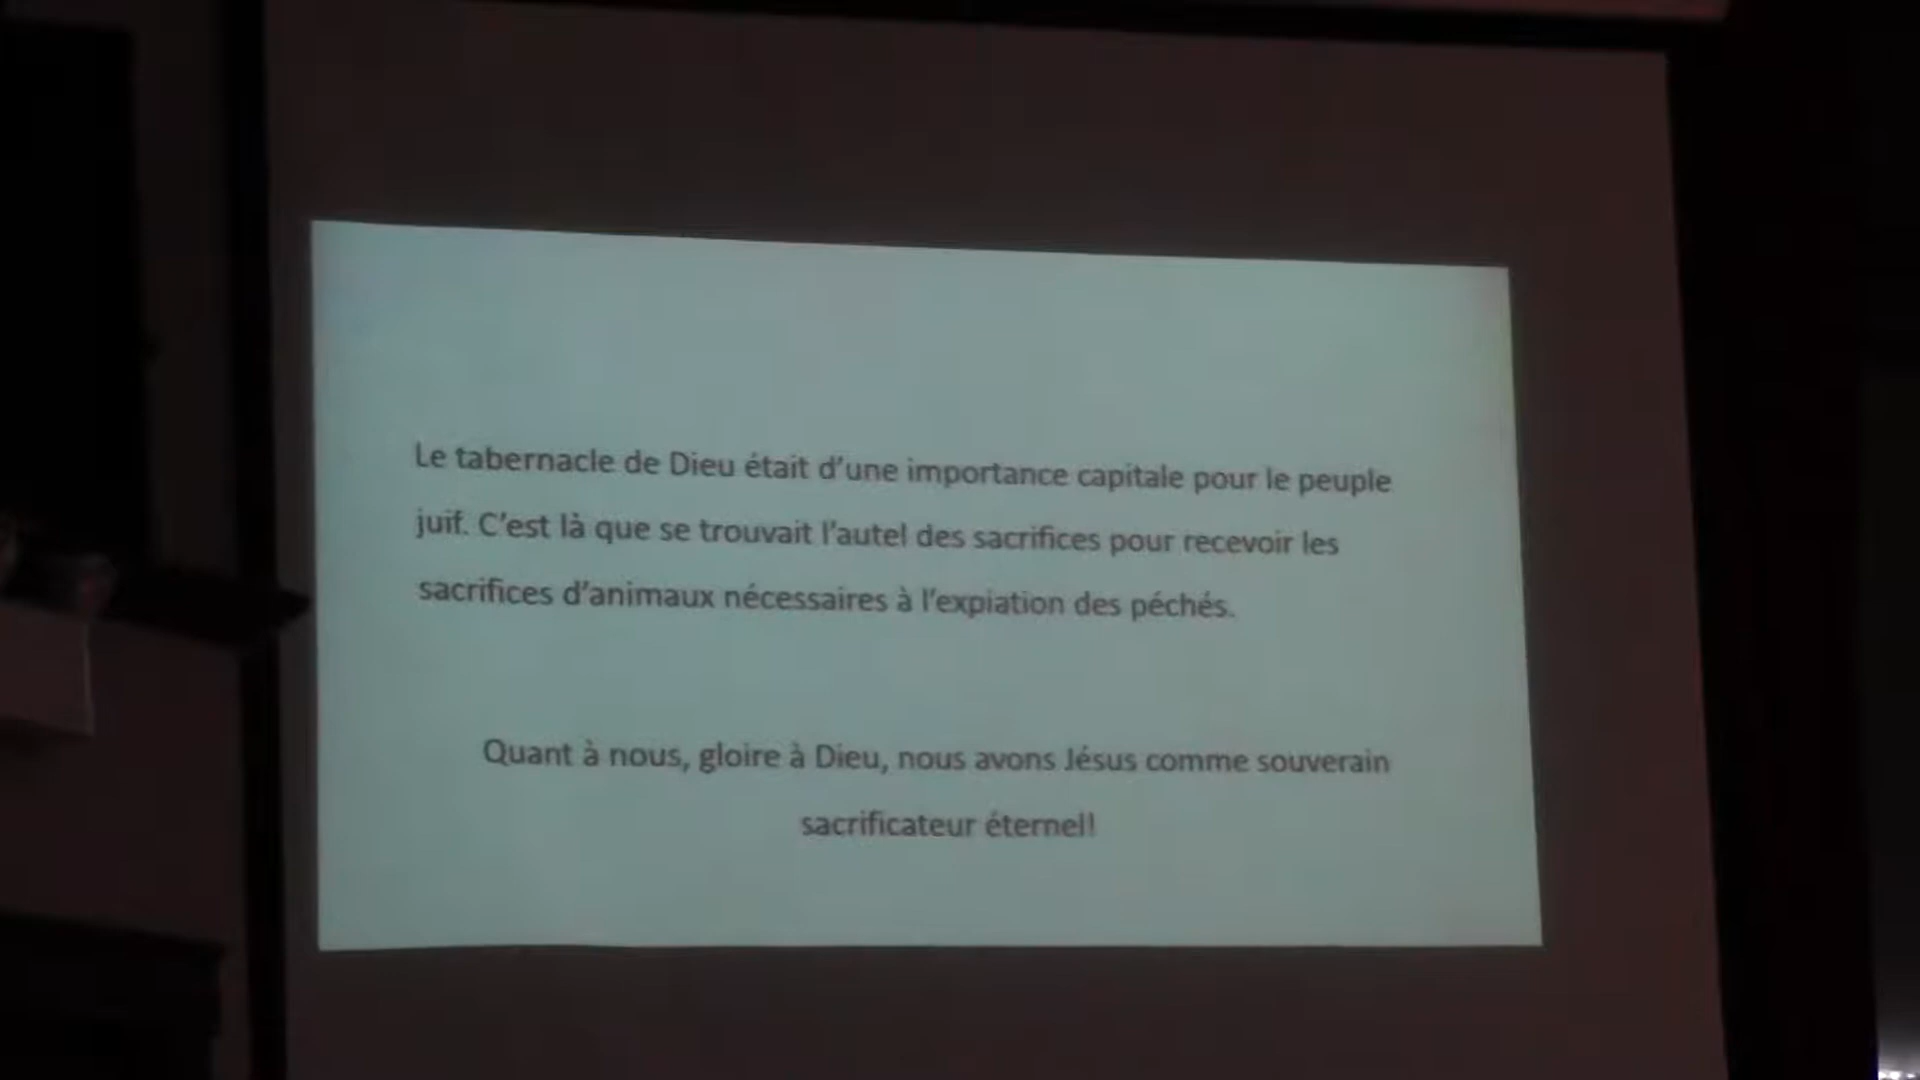 Le tabernacle de Dieu était d'une importance capitale pour le peuple
juif. C'est là que se trouvait l'autel des sacrifices pour recevoir les
sacrifices d'animaux nécessaires à l'expiation des péchés.
Quant à nous, gloire à Dieu, nous avons Jésus comme souverain
sacrificateur éternel!